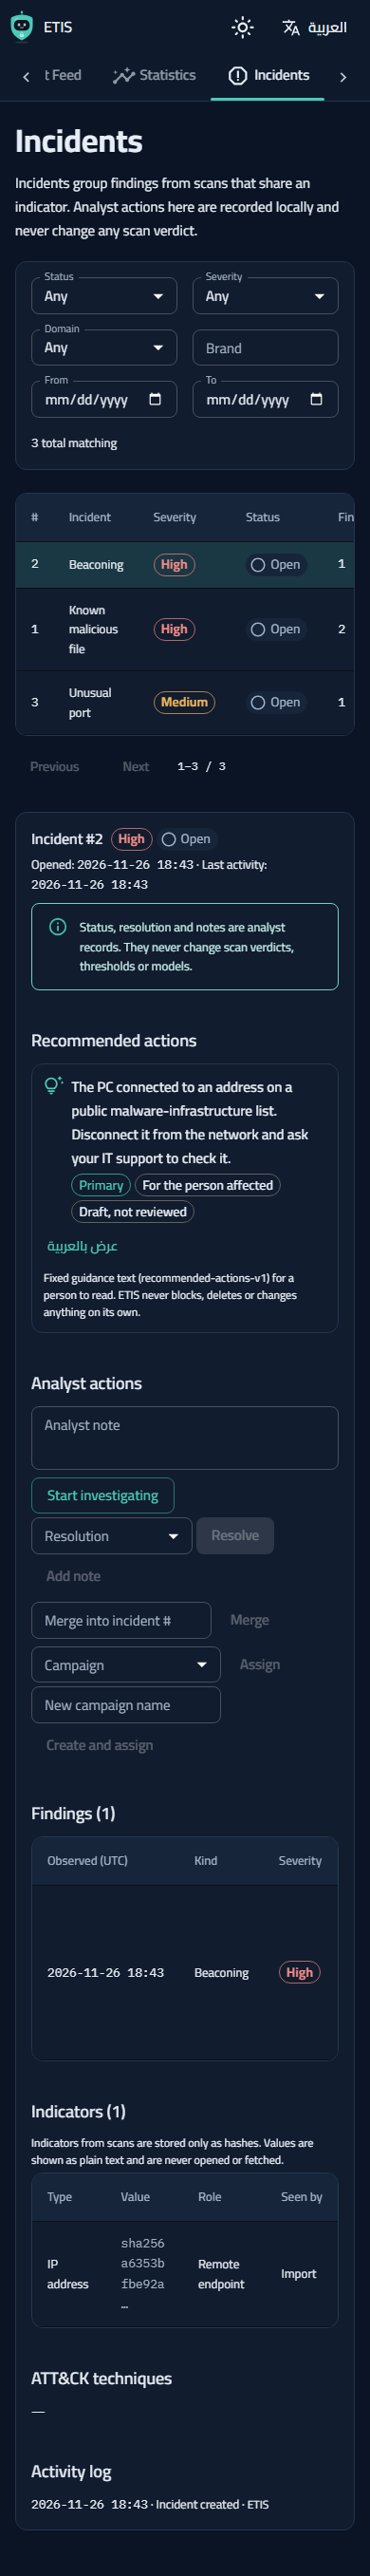 ETIS
العربية
t Feed
Statistics
Incidents
Incidents
Incidents group findings from scans that share an
indicator. Analyst actions here are recorded locally and
never change any scan verdict.
Status
Severity
Any
Any
Domain
Any
Brand
From
To
mm/dd/yyyy
mm/dd/yyyy
3 total matching
# Incident Severity Status Fin
2 Beaconing High Open 1
Known
1 malicious High Open 2
file
Unusual
3 Medium Open 1
port
Previous Next 1–3 / 3
Incident #2 High Open
Opened: 2026-11-26 18:43 · Last activity:
2026-11-26 18:43
Status, resolution and notes are analyst
records. They never change scan verdicts,
thresholds or models.
Recommended actions
The PC connected to an address on a
public malware-infrastructure list.
Disconnect it from the network and ask
your IT support to check it.
Primary For the person affected
Draft, not reviewed
عرض بالعربية
Fixed guidance text (recommended-actions-v1) for a
person to read. ETIS never blocks, deletes or changes
anything on its own.
Analyst actions
Analyst note
Start investigating
Resolution Resolve
Add note
Merge into incident # Merge
Campaign Assign
New campaign name
Create and assign
Findings (1)
Observed (UTC) Kind Severity
2026-11-26 18:43 Beaconing High
Indicators (1)
Indicators from scans are stored only as hashes. Values are
shown as plain text and are never opened or fetched.
Type Value Role Seen by
sha256
IP a6353b Remote
address fbe92a endpoint Import
…
ATT&CK techniques
—
Activity log
2026-11-26 18:43 · Incident created · ETIS